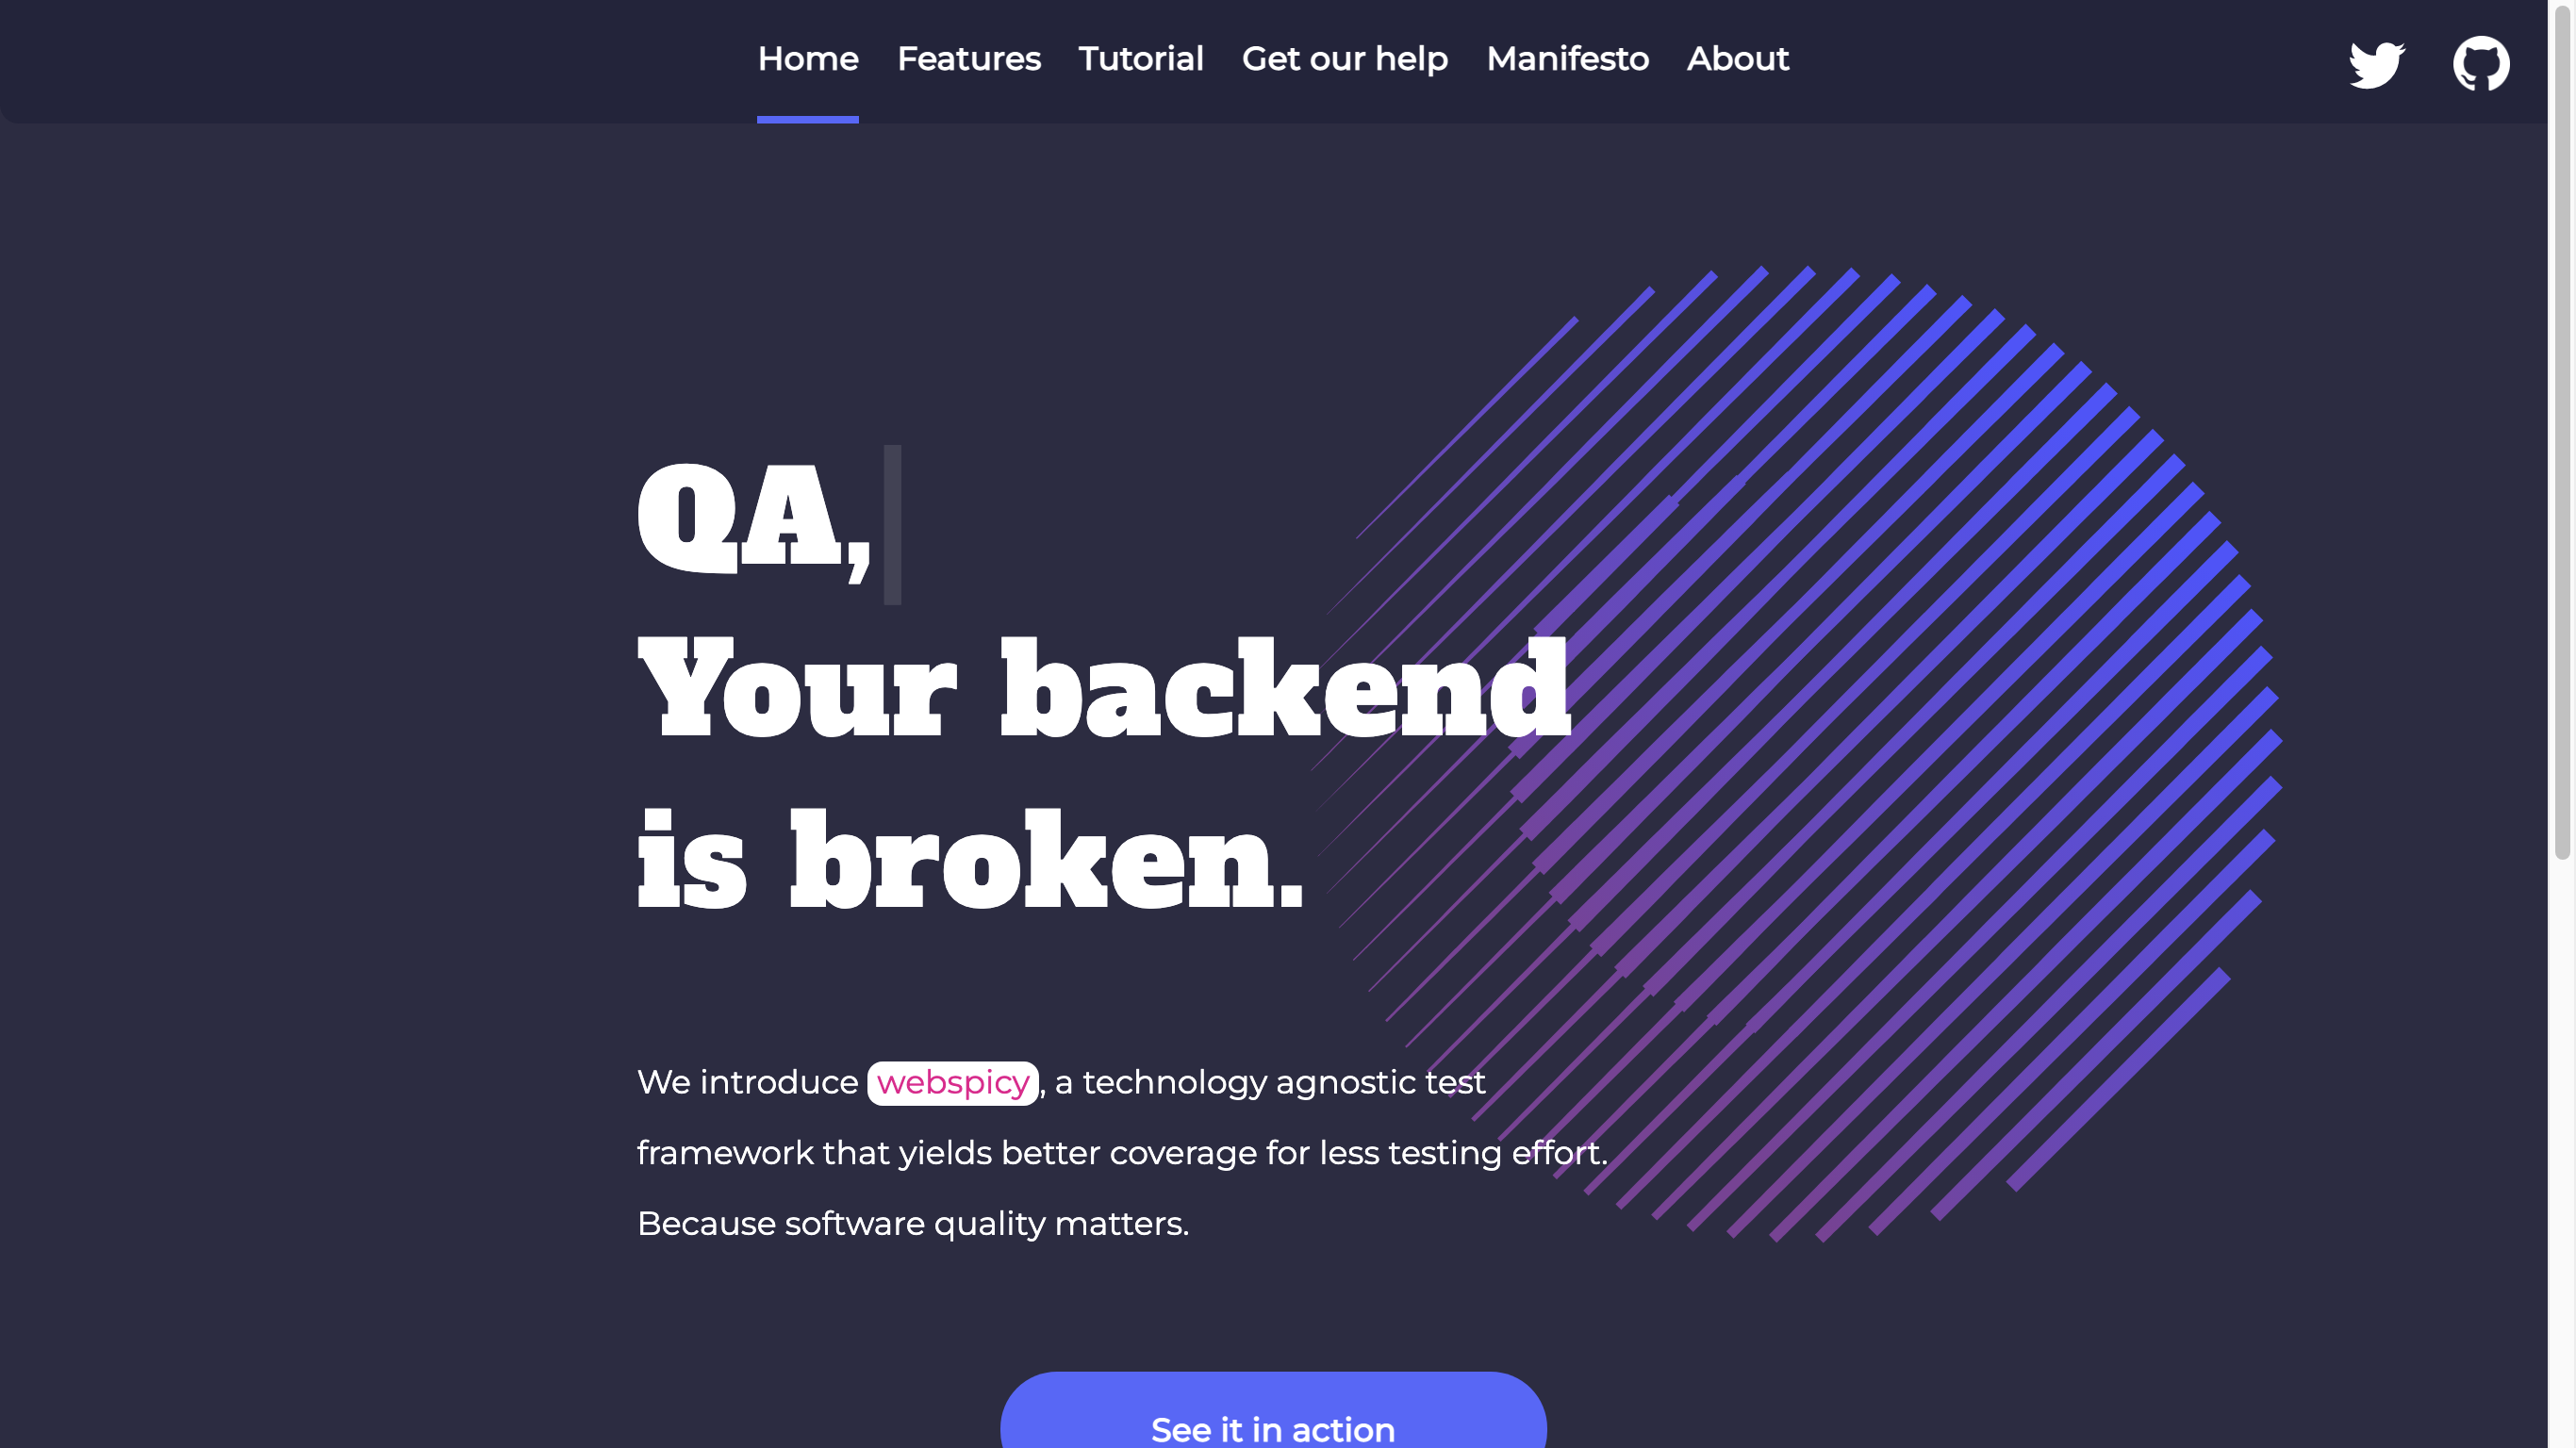 Home Features Tutorial Get our help Manifesto About
QA,
Your backend
is broken.
We introduce webspicy, a technology agnostic test
framework that yields better coverage for less testing effort.
Because software quality matters.
See it in action